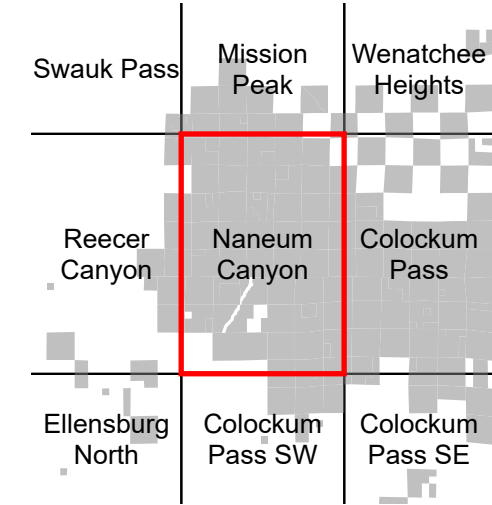 Swauk Pass
Mission
Peak
Wenatchee
Heights
Reecer
Canyon
Naneum
Canyon
Colockum
Pass
Ellensburg
North
Colockum
Pass SW
Colockum
Pass SE